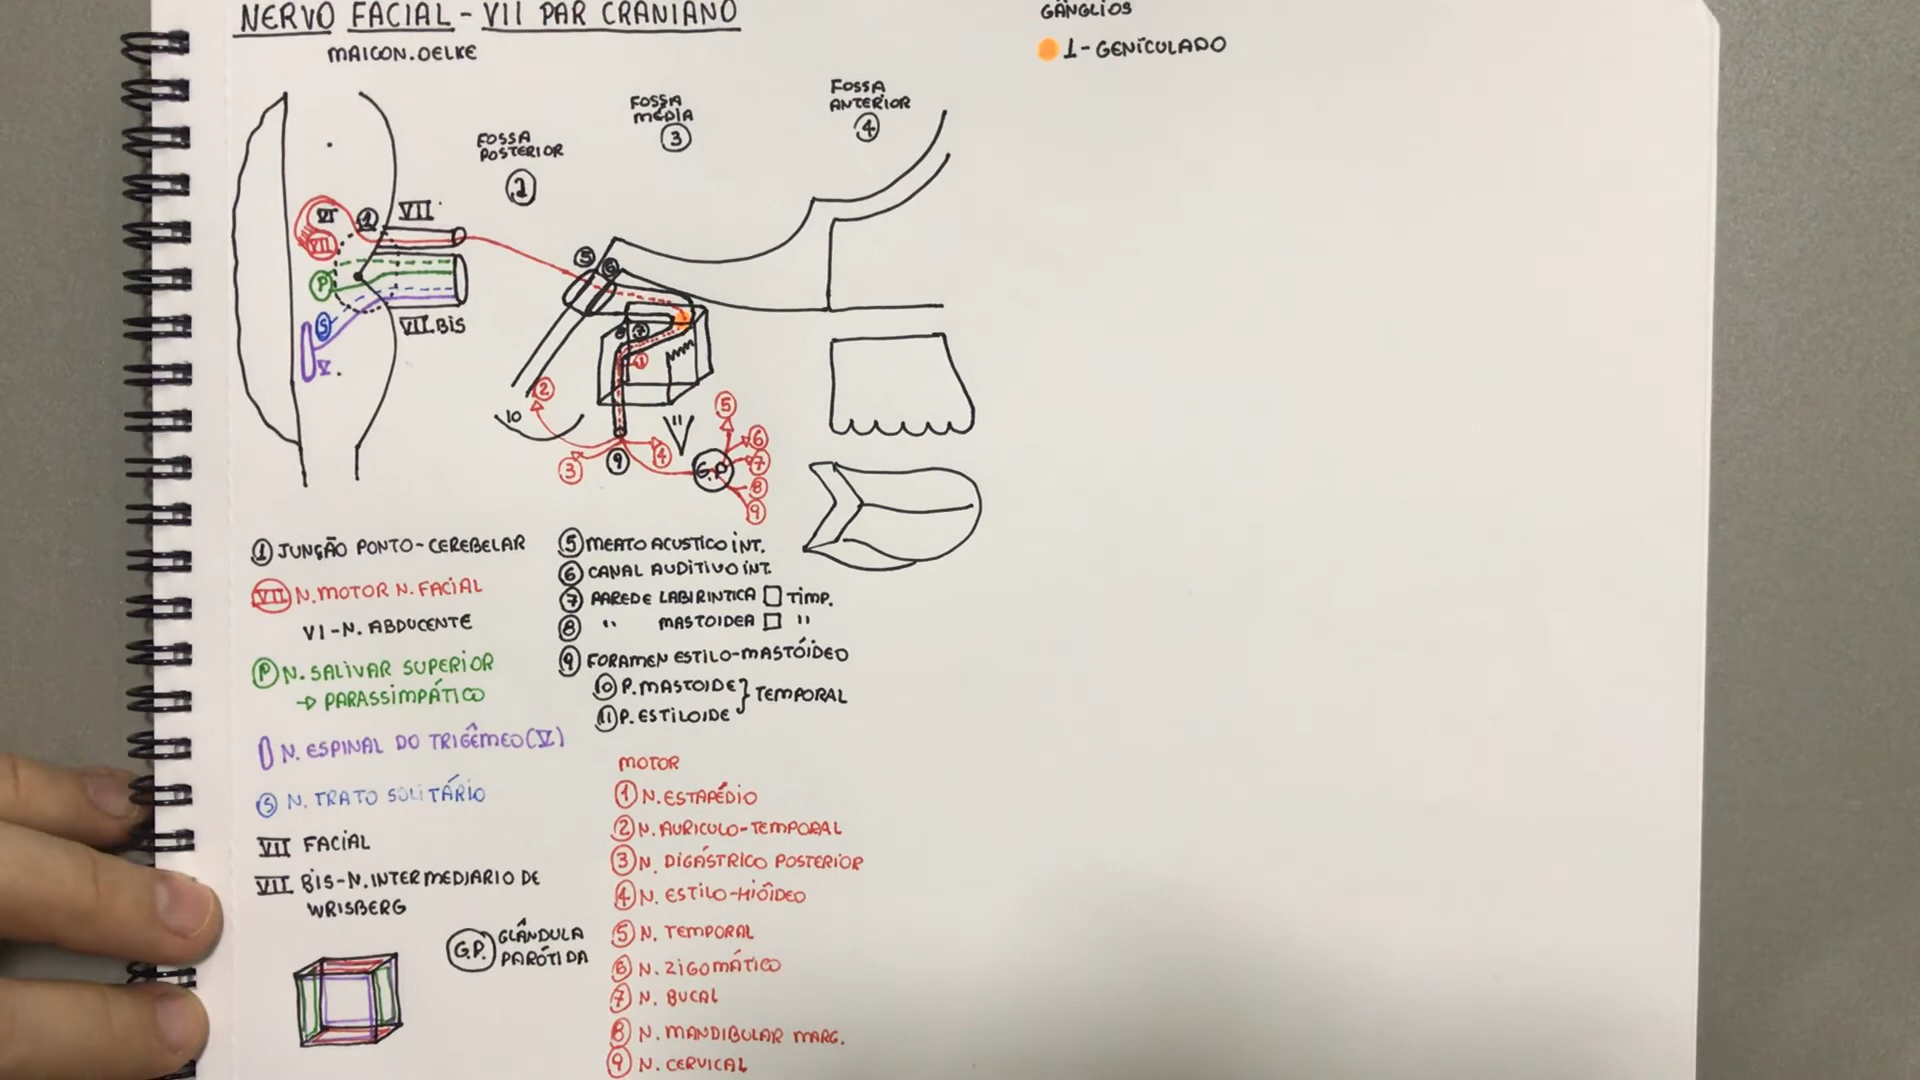 NERVO FACIAL - VII PAR CRANIANO
MAICON.OELKE
GÂNGLIOS
1- GENICULADO
FOSSA
POSTERIOR
2
FOSSA
MÉDIA
3
FOSSA
ANTERIOR
4
VI
1
VII
VII
P
VII BIS
S
V
5
6
8
7
1
2
10
11
5
3
9
4
G.P
6
7
8
9
1 JUNÇÃO PONTO-CEREBELAR
VII N. MOTOR N. FACIAL
VI - N. ABDUCENTE
P N. SALIVAR SUPERIOR
→ PARASSIMPÁTICO
N. ESPINAL DO TRIGÊMEO (V)
S N. TRATO SOLITÁRIO
VII FACIAL
VII BIS - N. INTERMEDIARIO DE
WRISBERG
G.P. GLÂNDULA
PARÓTIDA
5 MEATO ACUSTICO INT.
6 CANAL AUDITIVO INT.
7 PAREDE LABIRINTICA □ TIMP.
8 " MASTOIDEA □ "
9 FORAMEN ESTILO-MASTÓIDEO
10 P. MASTOIDE } TEMPORAL
11 P. ESTILOIDE
MOTOR
1 N. ESTAPÉDIO
2 N. AURICULO-TEMPORAL
3 N. DIGÁSTRICO POSTERIOR
4 N. ESTILO-HIÓIDEO
5 N. TEMPORAL
6 N. ZIGOMÁTICO
7 N. BUCAL
8 N. MANDIBULAR MARG.
9 N. CERVICAL